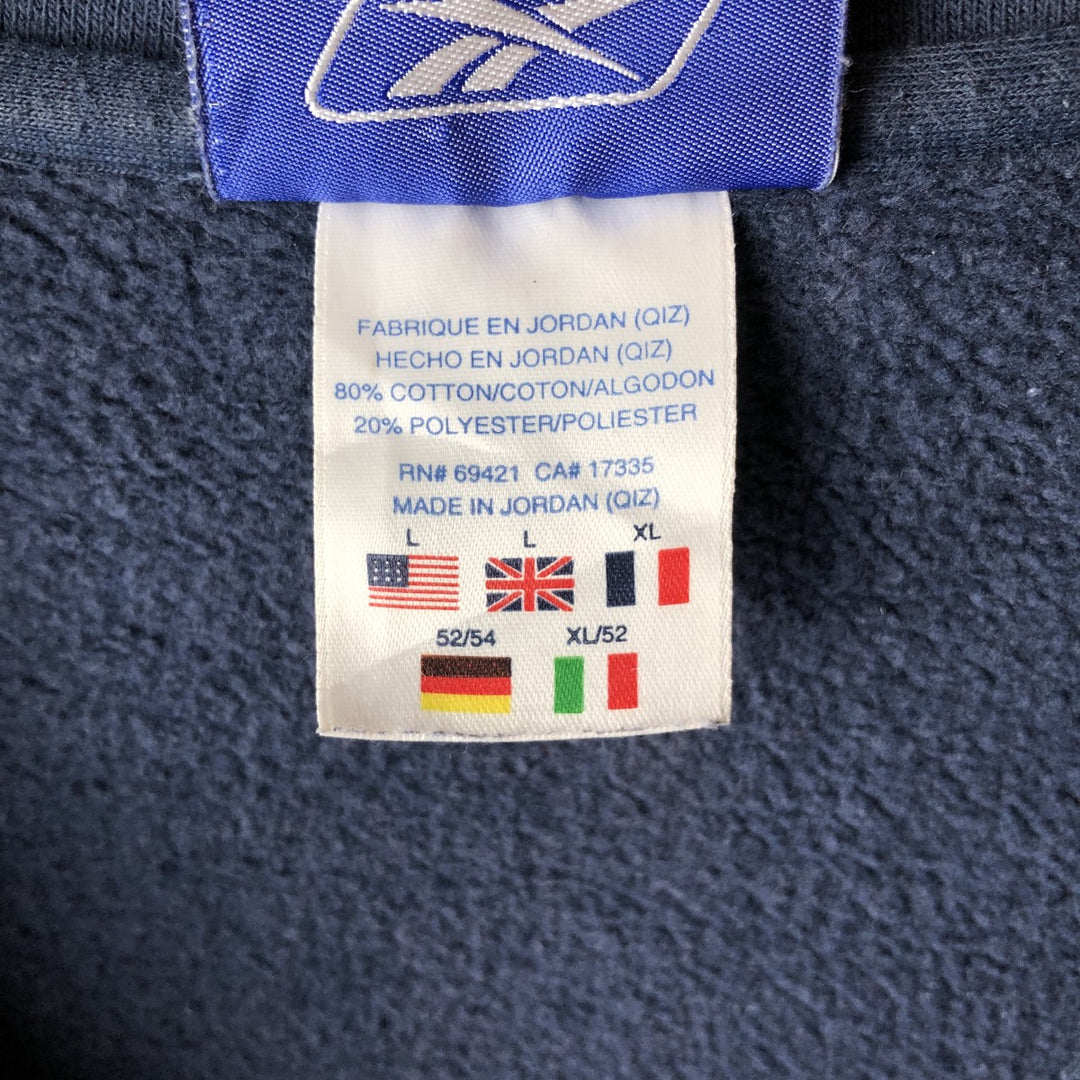 FABRIQUE EN JORDAN (QIZ)
HECHO EN JORDAN (QIZ)
80% COTTON/COTON/ALGODON
20% POLYESTER/POLIESTER
RN# 69421 CA# 17335
MADE IN JORDAN (QIZ)
L L XL
52/54 XL/52